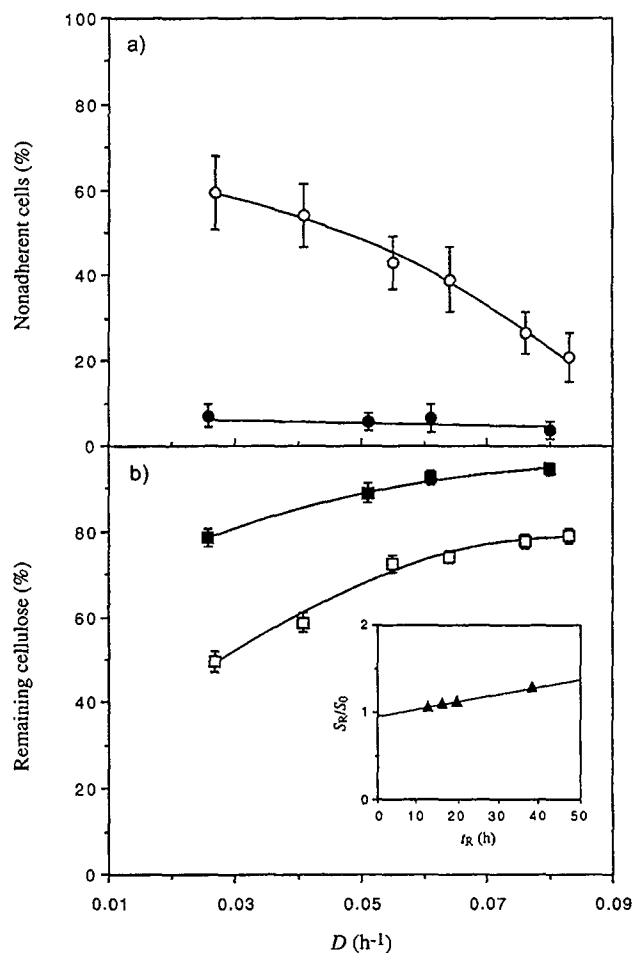 a)
100
80
60
40
20
0
Nonadherent cells (%)
b)
80
60
40
20
0
Remaining cellulose (%)
2
1
0
S_R/S_0
0 10 20 30 40 50
t_R (h)
0.01 0.03 0.05 0.07 0.09
D (h-1)